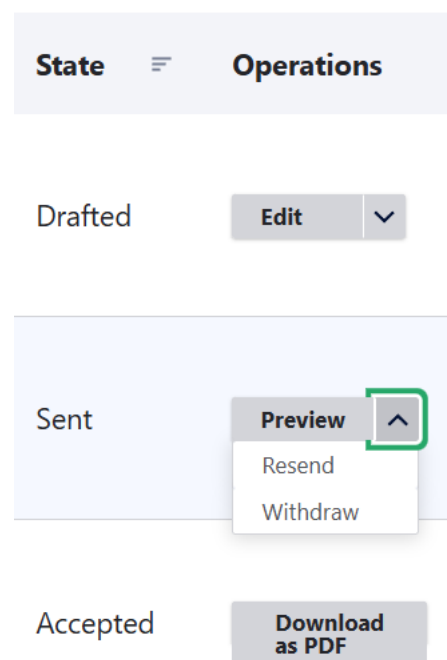 State Operations
Drafted Edit
Sent Preview
Resend
Withdraw
Accepted Download
as PDF